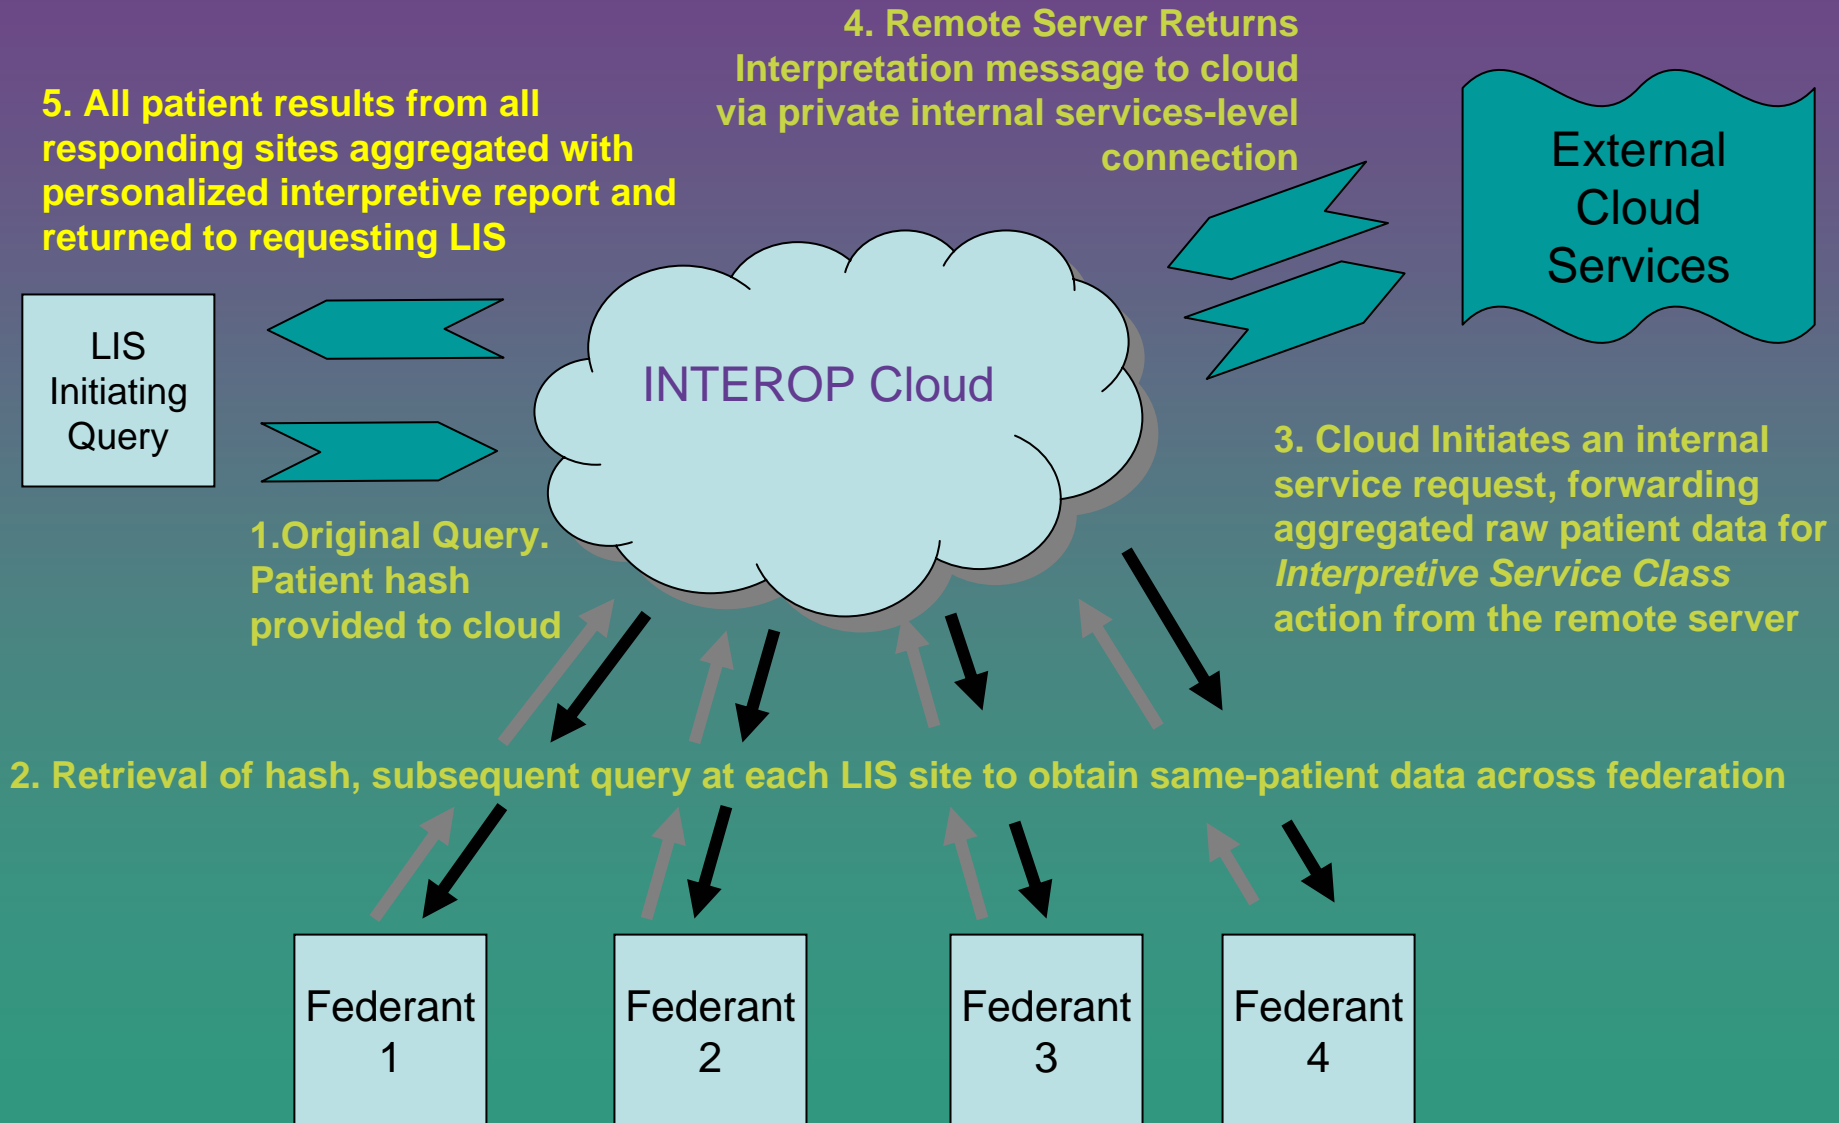 4. Remote Server Returns
Interpretation message to cloud
via private internal services-level
connection
5. All patient results from all
responding sites aggregated with
personalized interpretive report and
returned to requesting LIS
External
Cloud
Services
LIS
Initiating
Query
INTEROP Cloud
3. Cloud Initiates an internal
service request, forwarding
aggregated raw patient data for
Interpretive Service Class
action from the remote server
1.Original Query.
Patient hash
provided to cloud
2. Retrieval of hash, subsequent query at each LIS site to obtain same-patient data across federation
Federant
1
Federant
2
Federant
3
Federant
4